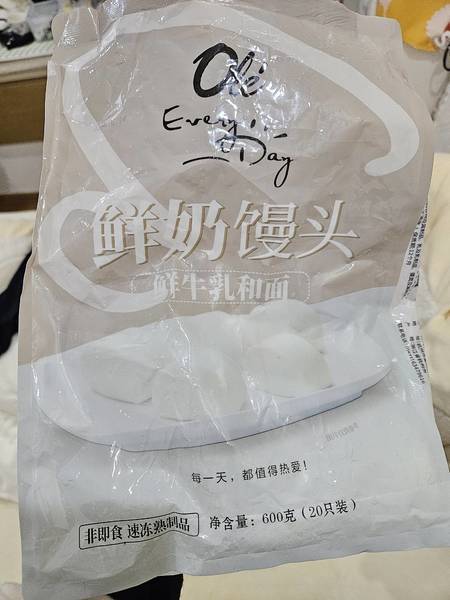 Olé
Every
Day
鲜奶馒头
鲜牛乳和面
每一天，都值得热爱！
非即食 速冻熟制品
净含量：600克（20只装）